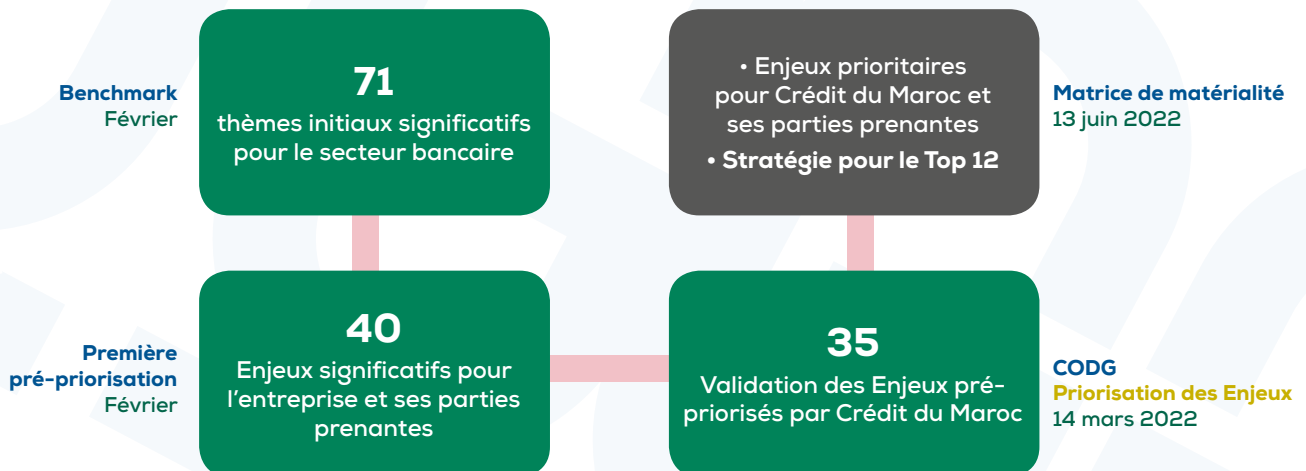 Benchmark
Février
71
thèmes initiaux significatifs
pour le secteur bancaire
• Enjeux prioritaires
pour Crédit du Maroc et
ses parties prenantes
• Stratégie pour le Top 12
Matrice de matérialité
13 juin 2022
Première
pré-priorisation
Février
40
Enjeux significatifs pour
l'entreprise et ses parties
prenantes
35
Validation des Enjeux pré-
priorisés par Crédit du Maroc
CODG
Priorisation des Enjeux
14 mars 2022